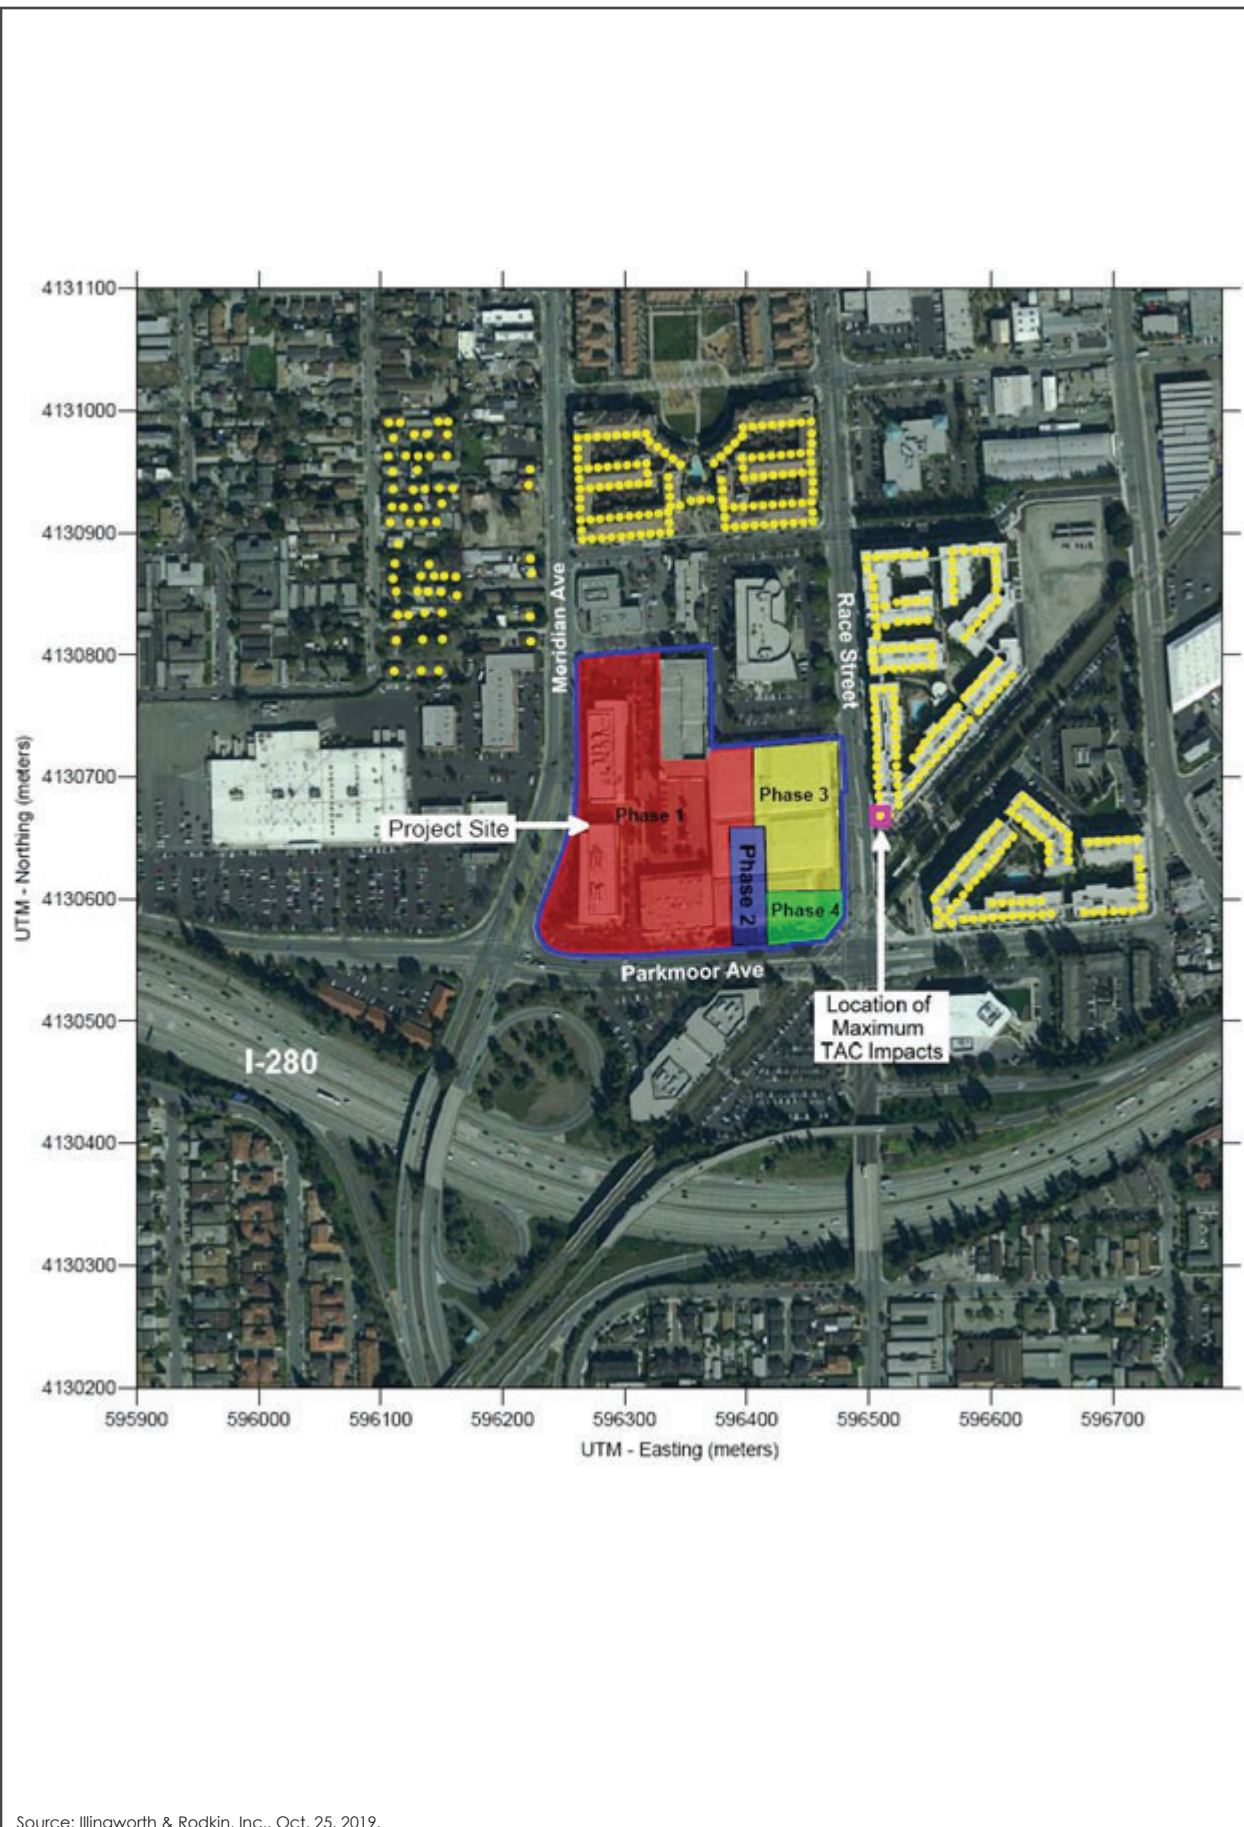 4131100
4131000
4130900
4130800
4130700
4130600
4130500
4130400
4130300
4130200
UTM - Northing (meters)
Meridian Ave
Race Street
Phase 3
Phase 1
Project Site
Phase 2
Phase 4
Parkmoor Ave
Location of
Maximum
TAC Impacts
I-280
595900
596000
596100
596200
596300
596400
596500
596600
596700
UTM - Easting (meters)
Source: Illingworth & Rodkin, Inc., Oct. 25, 2019.